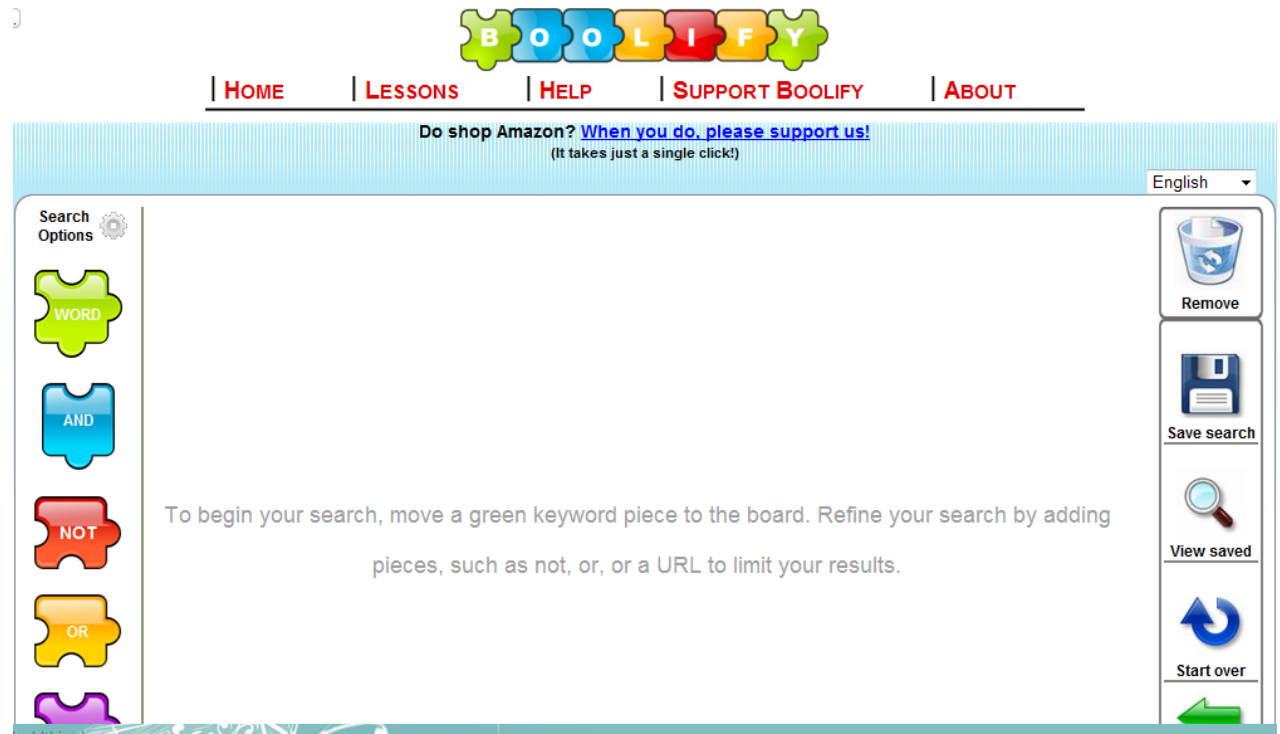 BOOLIFY
HOME LESSONS HELP SUPPORT BOOLIFY ABOUT
Do shop Amazon? When you do, please support us!
(It takes just a single click!)
English
Search
Options
WORD
AND
NOT
OR
To begin your search, move a green keyword piece to the board. Refine your search by adding
pieces, such as not, or, or a URL to limit your results.
Remove
Save search
View saved
Start over